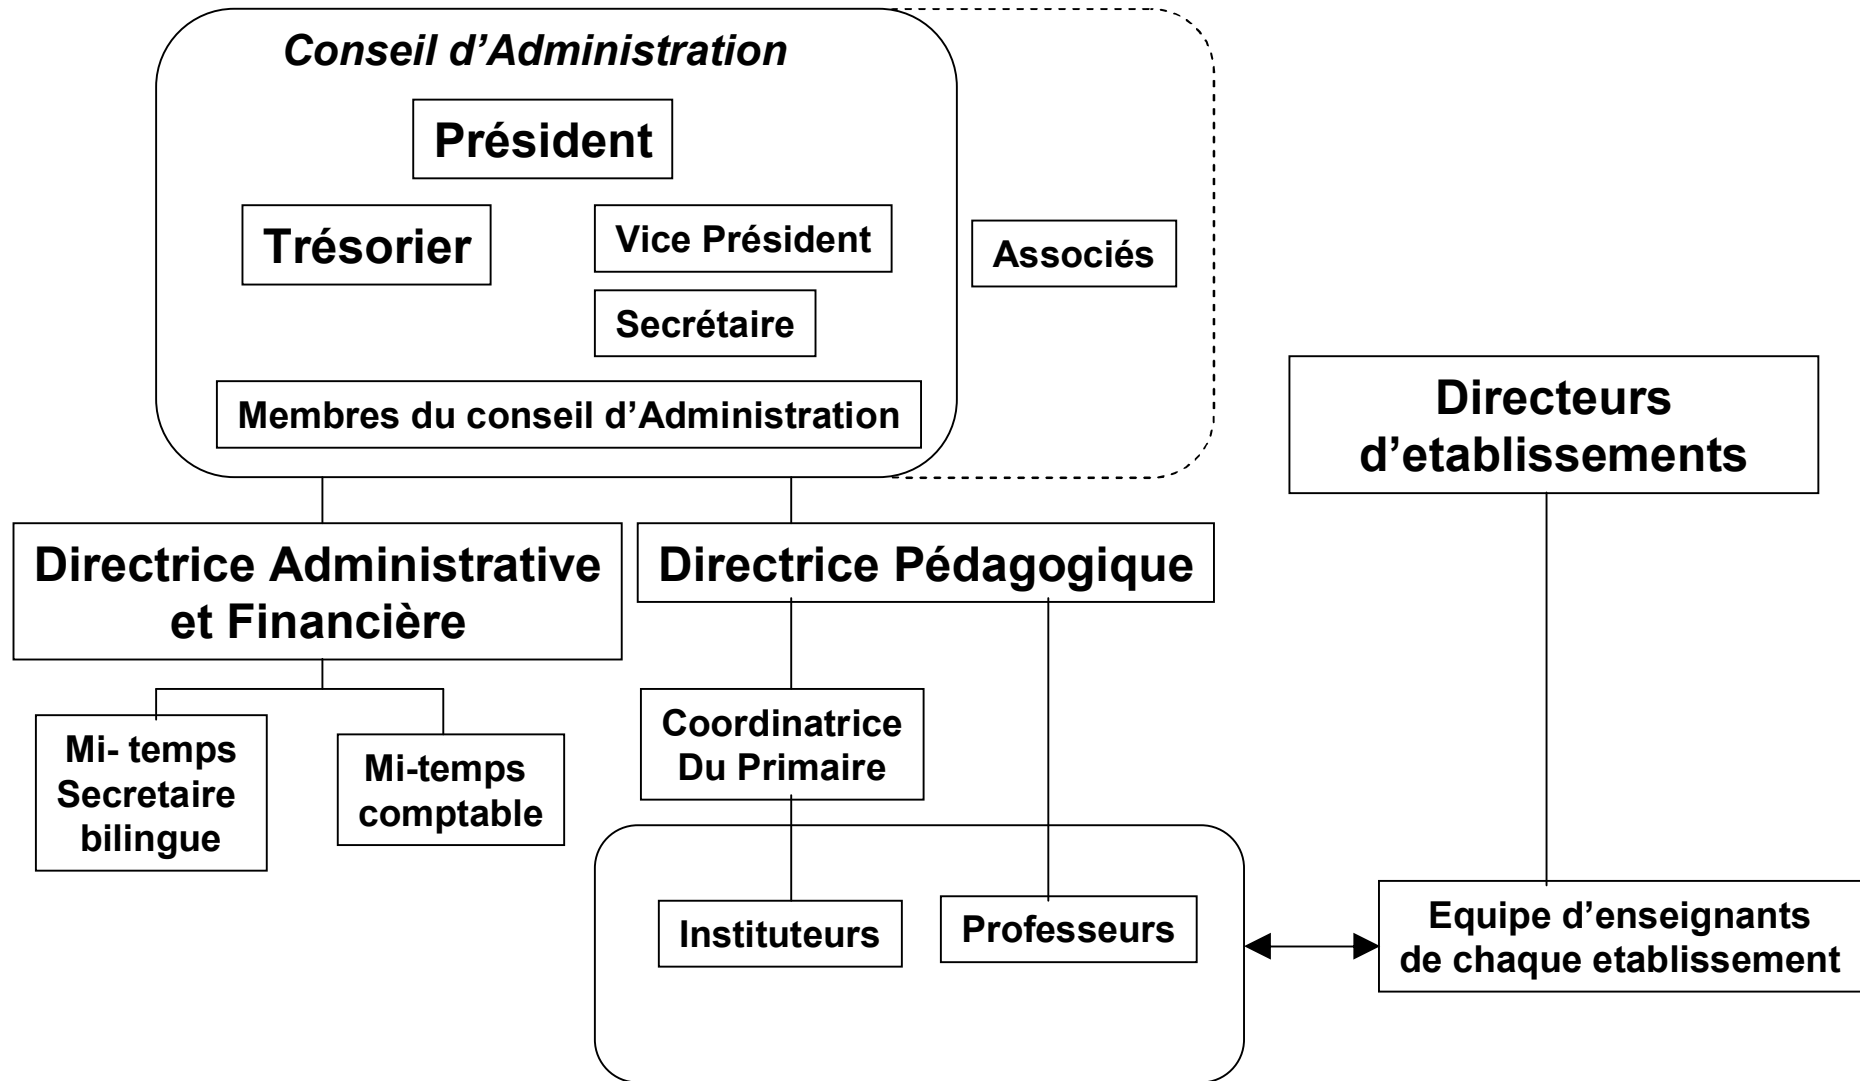 Conseil d’Administration
Président
Trésorier
Vice Président
Secrétaire
Associés
Membres du conseil d’Administration
Directeurs
d’etablissements
Directrice Administrative
et Financière
Directrice Pédagogique
Mi- temps
Secretaire
bilingue
Mi-temps
comptable
Coordinatrice
Du Primaire
Instituteurs
Professeurs
Equipe d’enseignants
de chaque etablissement